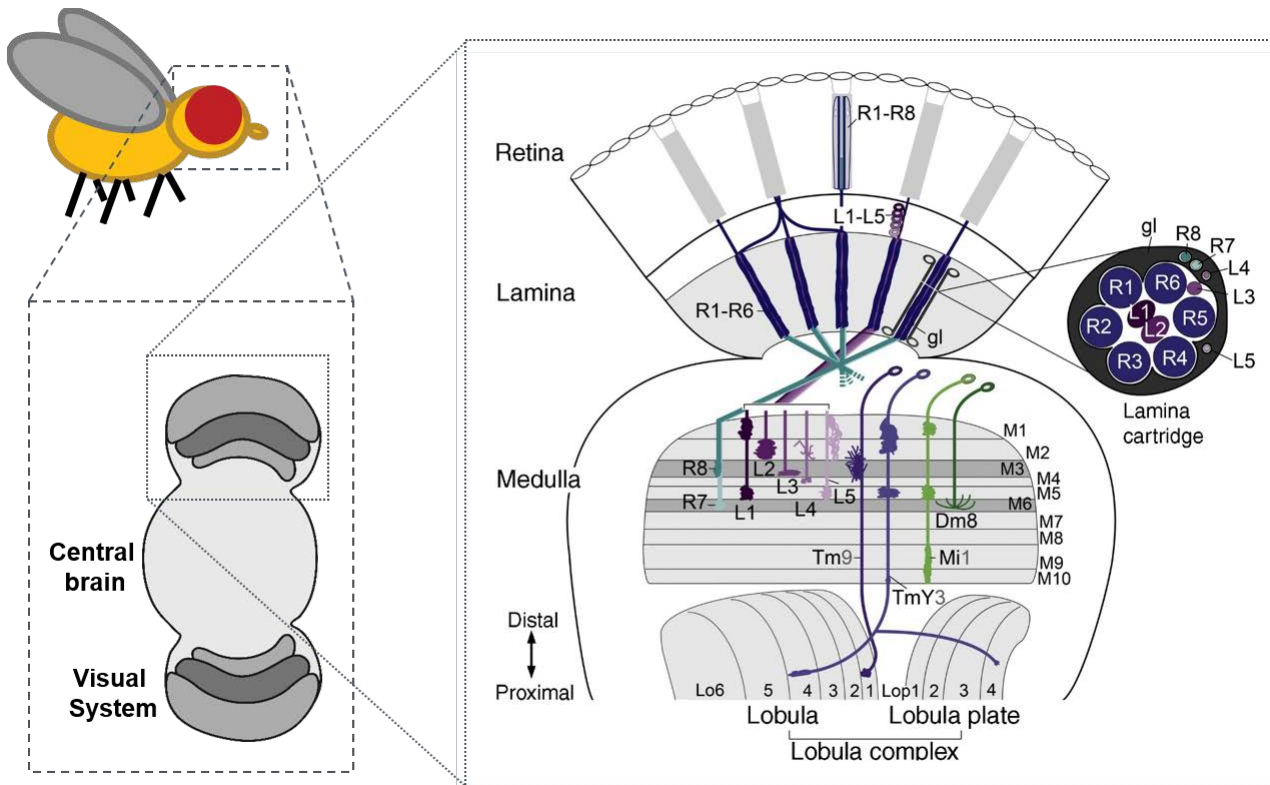 R1-R8
Retina
L1-L5
gl
R8
R7
L4
L3
R1
R6
L1
R2
L2
R5
R3
R4
L5
Lamina
cartridge
Lamina
R1-R6
gl
M1
M2
M3
M4
M5
M6
M7
M8
M9
M10
Medulla
R8
R7
L1
L2
L3
L4
L5
Dm8
Tm9
Mi1
TmY3
Central
brain
Visual
System
Distal
Proximal
Lo6
5
4
3
2
1
Lop1
2
3
4
Lobula
Lobula plate
Lobula complex